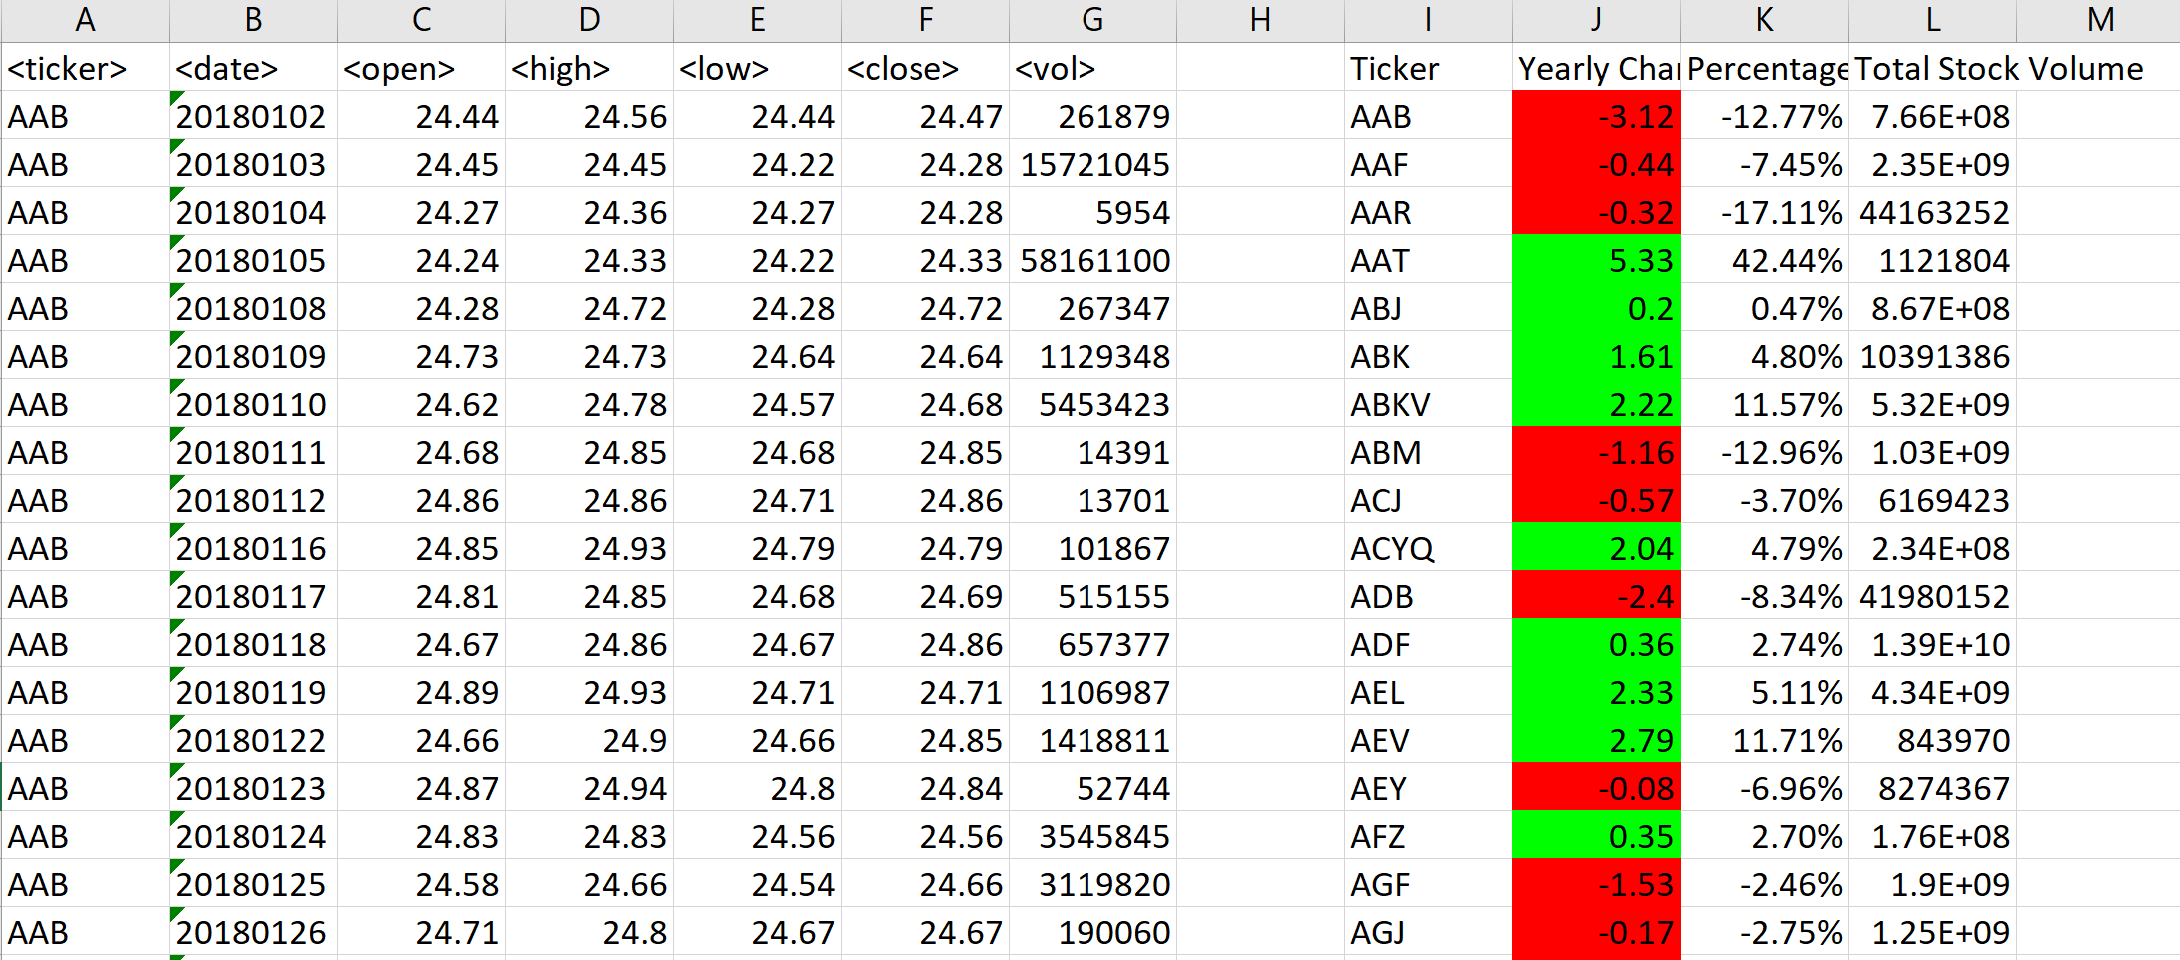 A B C D E F G H I J K L M
<ticker> <date> <open> <high> <low> <close> <vol> Ticker Yearly Percentage Total Stock Volume
AAB 20180102 24.44 24.56 24.44 24.47 261879 AAB -3.12 -12.77% 7.66E+08
AAB 20180103 24.45 24.45 24.22 24.28 15721045 AAF -0.44 -7.45% 2.35E+09
AAB 20180104 24.27 24.36 24.27 24.28 5954 AAR -0.32 -17.11% 44163252
AAB 20180105 24.24 24.33 24.22 24.33 58161100 AAT 5.33 42.44% 1121804
AAB 20180108 24.28 24.72 24.28 24.72 267347 ABJ 0.2 0.47% 8.67E+08
AAB 20180109 24.73 24.73 24.64 24.64 1129348 ABK 1.61 4.80% 10391386
AAB 20180110 24.62 24.78 24.57 24.68 5453423 ABKV 2.22 11.57% 5.32E+09
AAB 20180111 24.68 24.85 24.68 24.85 14391 ABM -1.16 -12.96% 1.03E+09
AAB 20180112 24.86 24.86 24.71 24.86 13701 ACJ -0.57 -3.70% 6169423
AAB 20180116 24.85 24.93 24.79 24.79 101867 ACYQ 2.04 4.79% 2.34E+08
AAB 20180117 24.81 24.85 24.68 24.69 515155 ADB -2.4 -8.34% 41980152
AAB 20180118 24.67 24.86 24.67 24.86 657377 ADF 0.36 2.74% 1.39E+10
AAB 20180119 24.89 24.93 24.71 24.71 1106987 AEL 2.33 5.11% 4.34E+09
AAB 20180122 24.66 24.9 24.66 24.85 1418811 AEV 2.79 11.71% 843970
AAB 20180123 24.87 24.94 24.8 24.84 52744 AEY -0.08 -6.96% 8274367
AAB 20180124 24.83 24.83 24.56 24.56 3545845 AFZ 0.35 2.70% 1.76E+08
AAB 20180125 24.58 24.66 24.54 24.66 3119820 AGF -1.53 -2.46% 1.9E+09
AAB 20180126 24.71 24.8 24.67 24.67 190060 AGJ -0.17 -2.75% 1.25E+09